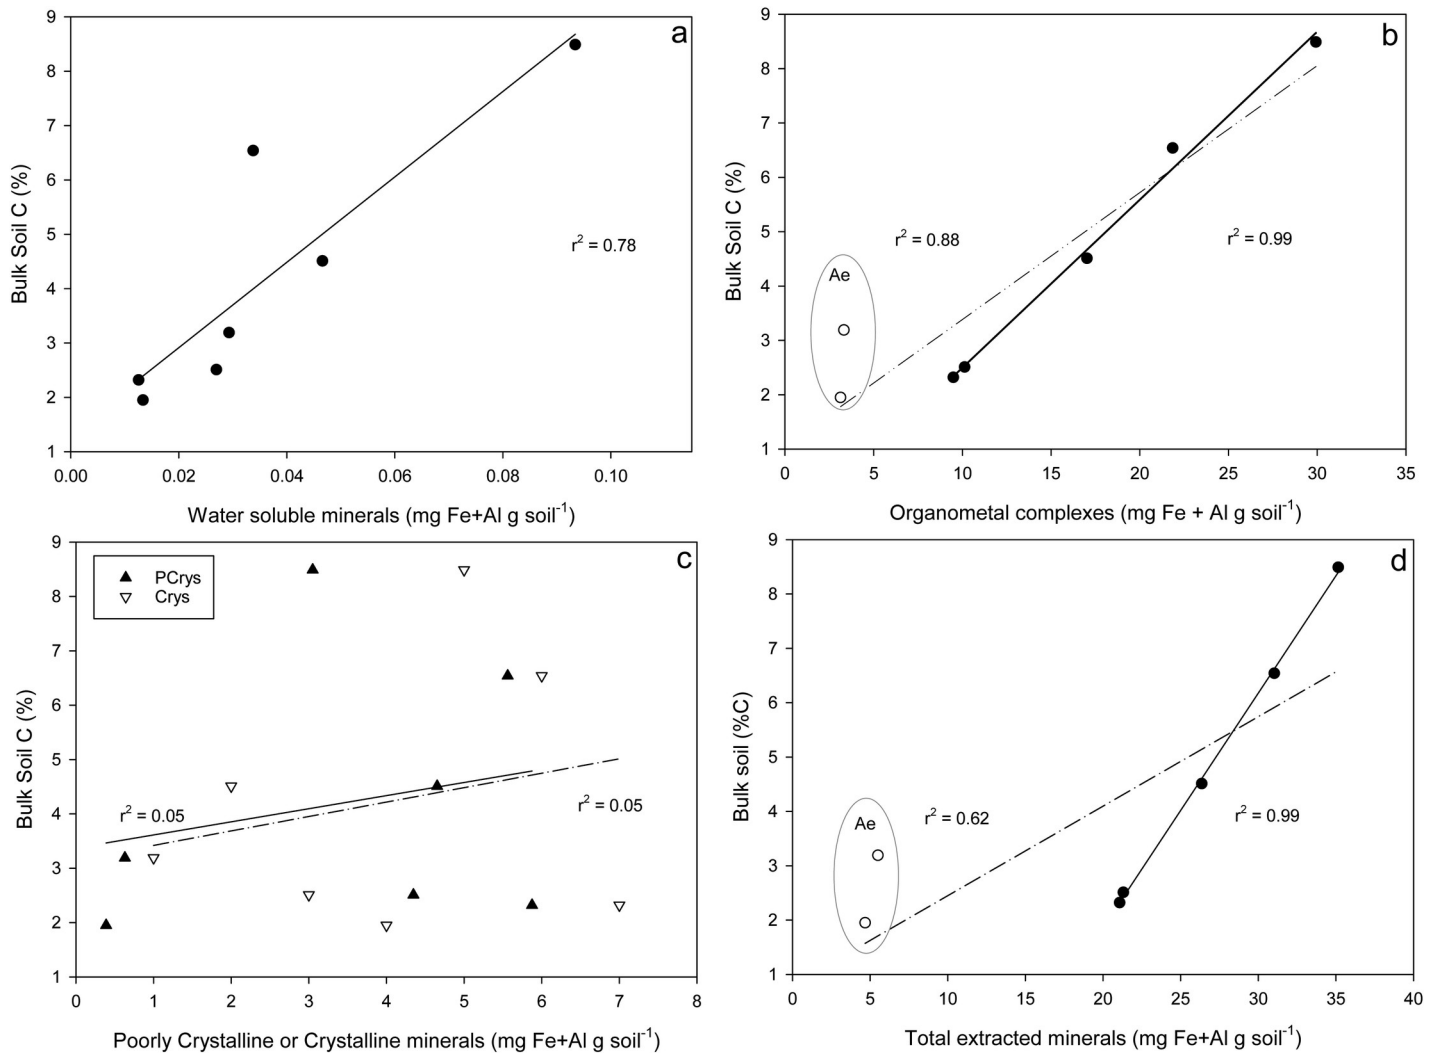 a
9
8
7
6
5
4
3
2
1
Bulk Soil C (%)
r² = 0.78
0.00 0.02 0.04 0.06 0.08 0.10
Water soluble minerals (mg Fe+Al g soil⁻¹)
b
9
8
7
6
5
4
3
2
1
Bulk Soil C (%)
r² = 0.88
r² = 0.99
Ae
0 5 10 15 20 25 30 35
Organometal complexes (mg Fe + Al g soil⁻¹)
c
PCrys
Crys
9
8
7
6
5
4
3
2
1
Bulk Soil C (%)
r² = 0.05
r² = 0.05
0 1 2 3 4 5 6 7 8
Poorly Crystalline or Crystalline minerals (mg Fe+Al g soil⁻¹)
d
9
8
7
6
5
4
3
2
1
Bulk soil (%C)
Ae
r² = 0.62
r² = 0.99
0 5 10 15 20 25 30 35 40
Total extracted minerals (mg Fe+Al g soil⁻¹)